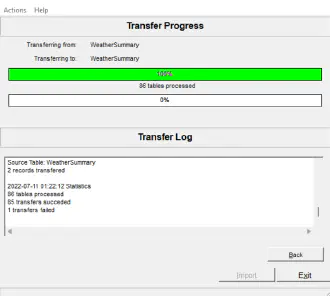 Actions Help
Transfer Progress
Transferring from: WeatherSummary
Transferring to: WeatherSummary
100%
86 tables processed
0%
Transfer Log
Source Table: WeatherSummary
2 records transferred
2022-07-11 01:22:12 Statistics
86 tables processed
85 transfers succeded
1 transfers failed
Back
Import Exit